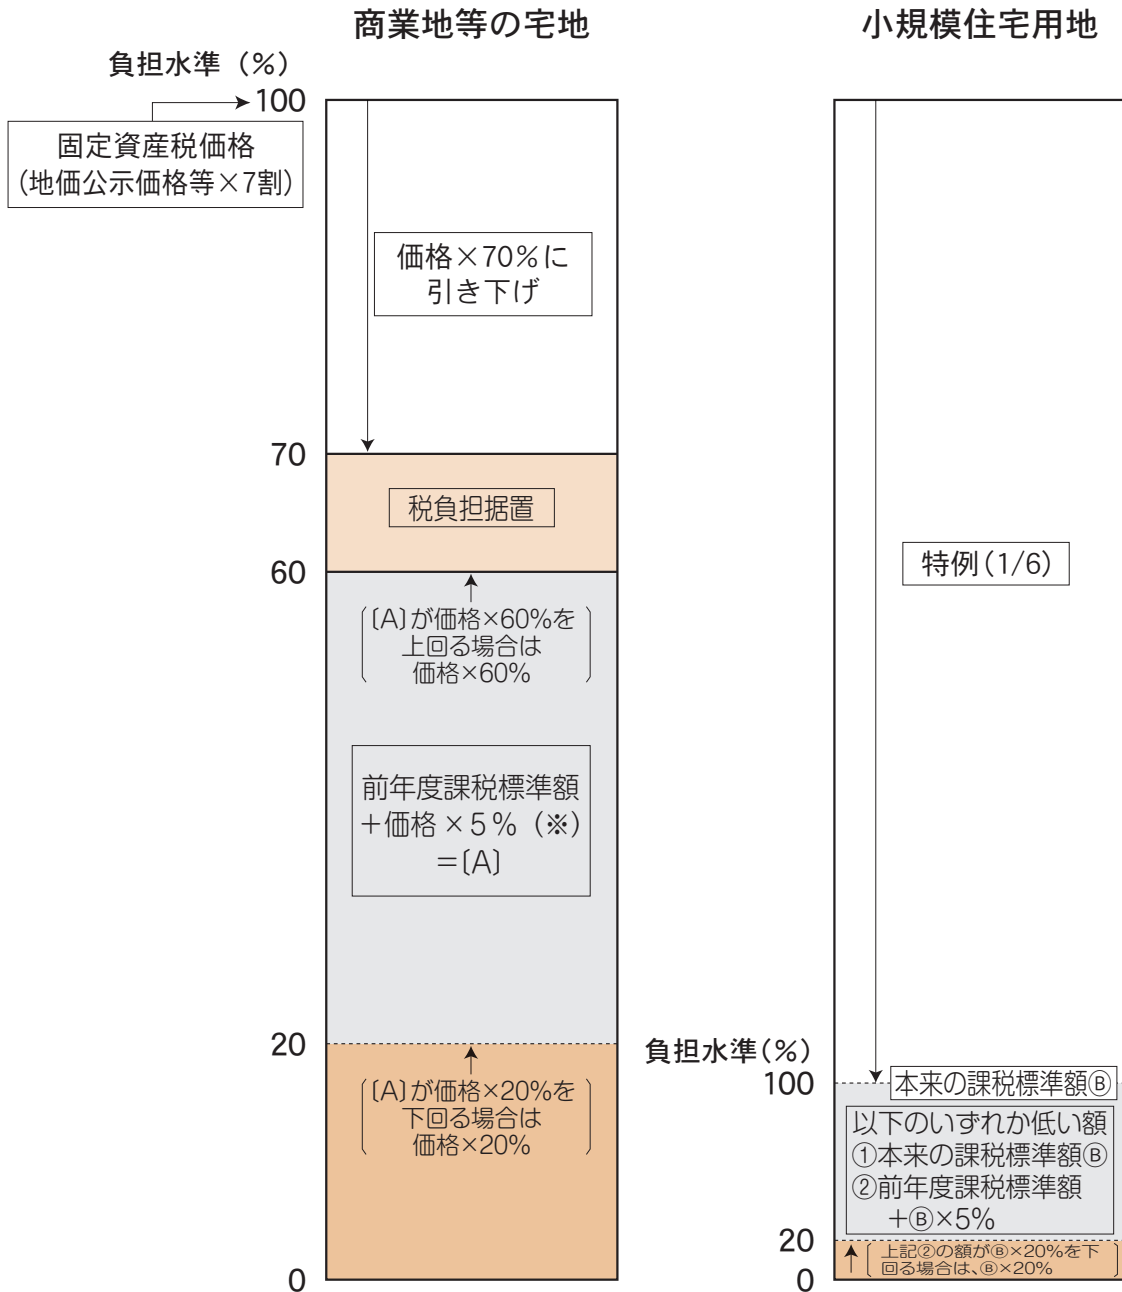 商業地等の宅地
小規模住宅用地
負担水準（％）
100
固定資産税価格
(地価公示価格等×7割)
価格×70％に
引き下げ
70
税負担据置
60
〔A〕が価格×60%を
上回る場合は
価格×60%
前年度課税標準額
＋価格×5％（※）
＝〔A〕
20
〔A〕が価格×20%を
下回る場合は
価格×20%
0
特例(1/6)
負担水準(％)
100
本来の課税標準額Ⓑ
以下のいずれか低い額
①本来の課税標準額Ⓑ
②前年度課税標準額
＋Ⓑ×5%
20
上記②の額がⒷ×20%を下
回る場合は、Ⓑ×20%
0